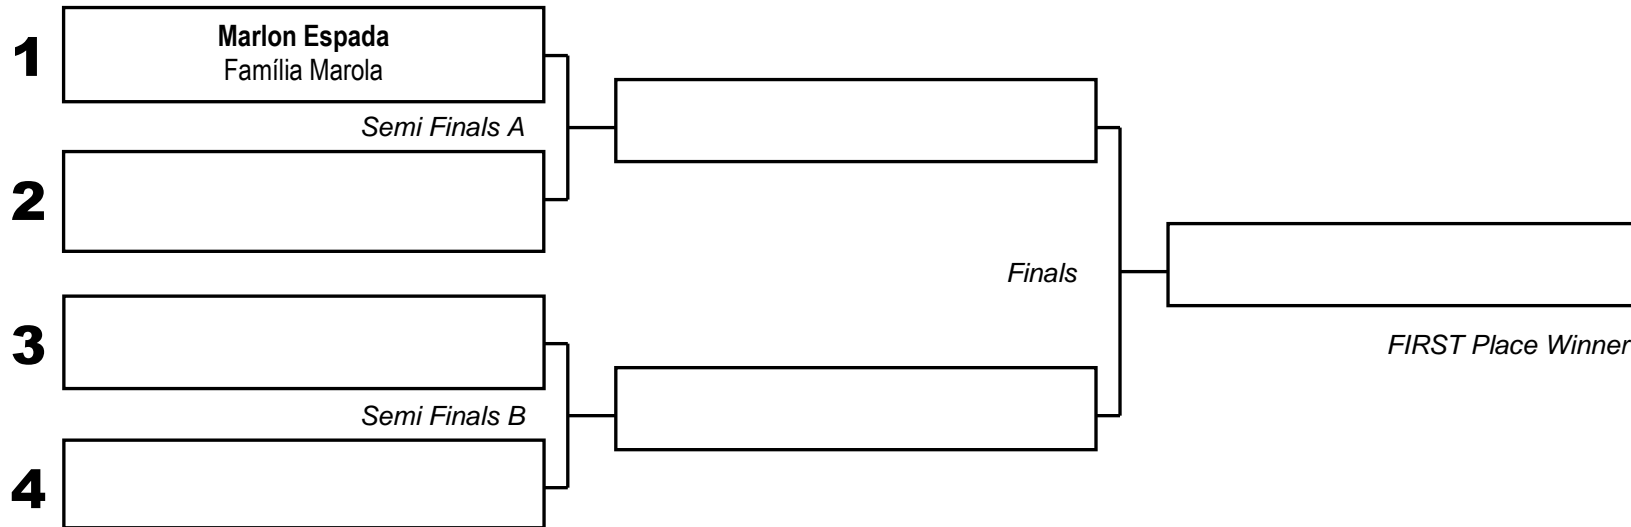 1
Marlon Espada
Família Marola
Semi Finals A
2
Finals
3
FIRST Place Winner
Semi Finals B
4